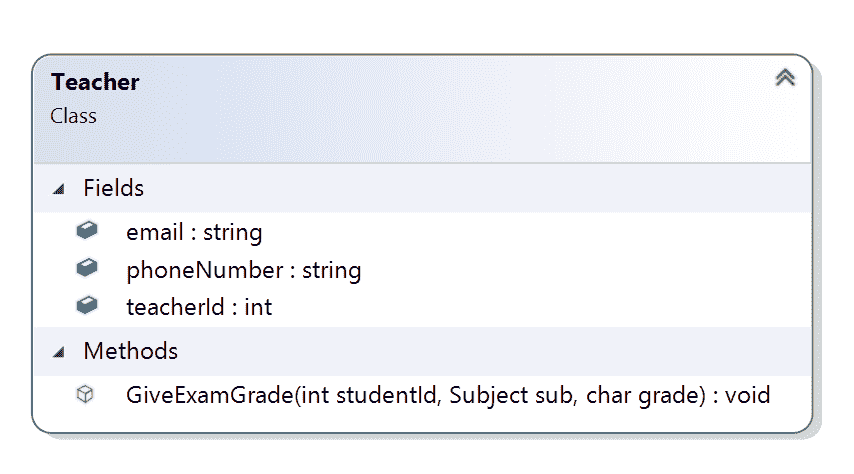 Teacher
Class
Fields
email : string
phoneNumber : string
teacherId : int
Methods
GiveExamGrade(int studentId, Subject sub, char grade) : void